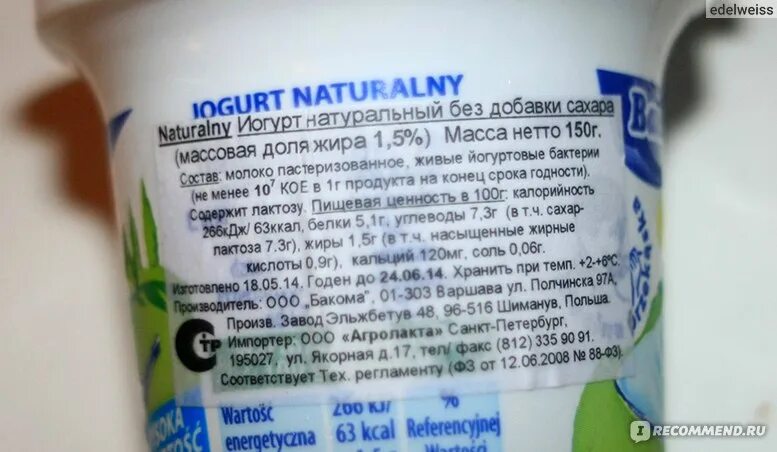 edelweiss
JOGURT NATURALNY
Naturalny Йогурт натуральный без добавки сахара
(массовая доля жира 1,5%) Масса нетто 150г.
Состав: молоко пастеризованное, живые йогуртовые бактерии
(не менее 10⁷ КОЕ в 1г продукта на конец срока годности).
Содержит лактозу. Пищевая ценность в 100г: калорийность
266кДж/ 63ккал, белки 5,1г, углеводы 7,3г (в т.ч. сахар-
лактоза 7.3г), жиры 1,5г (в т.ч. насыщенные жирные
кислоты 0,9г), кальций 120мг, соль 0,06г.
Изготовлено 18.05.14. Годен до 24.06.14. Хранить при темп. +2-+6°С.
Производитель: ООО „Бакома", 01-303 Варшава ул. Полчинска 97А,
Произв. Завод Эльжбетув 48, 96-516 Шиманув, Польша.
Импортер: ООО «Агролакта» Санкт-Петербург,
195027, ул. Якорная д.17, тел/ факс (812) 335 90 91.
Соответствует Тех. регламенту (ФЗ от 12.06.2008 № 88-ФЗ).
СТР
Wartość 266 kJ/ %
energetyczna 63 kcal Referencyjnej
Wartości
IRECOMMEND.RU